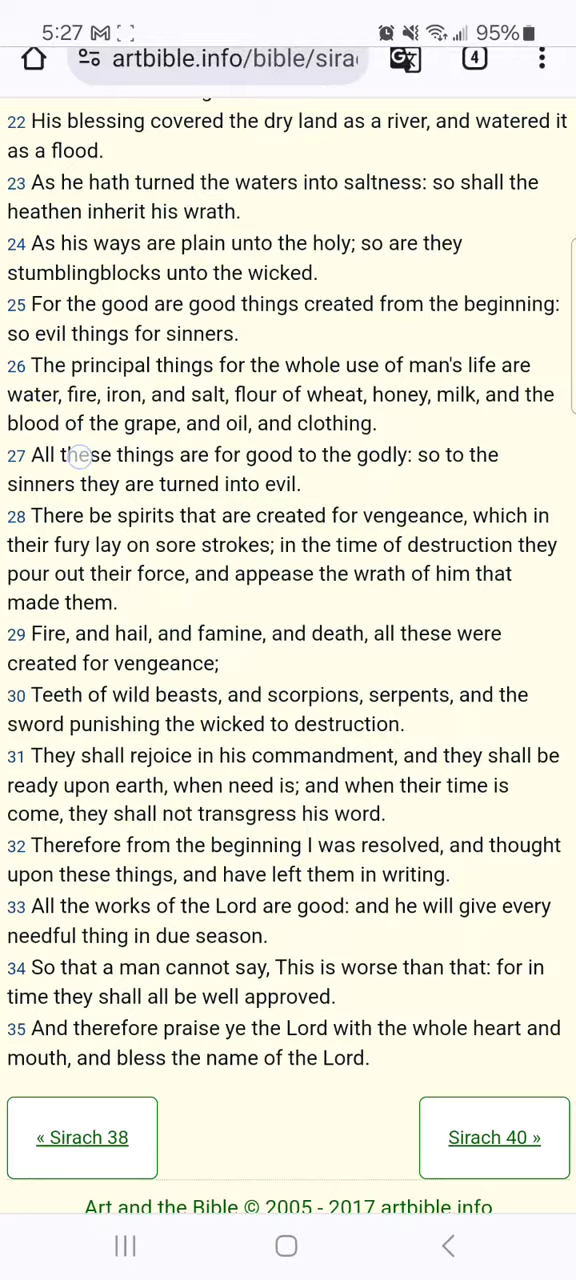 5:27
95%
artbible.info/bible/sira
4
22 His blessing covered the dry land as a river, and watered it
as a flood.
23 As he hath turned the waters into saltness: so shall the
heathen inherit his wrath.
24 As his ways are plain unto the holy; so are they
stumblingblocks unto the wicked.
25 For the good are good things created from the beginning:
so evil things for sinners.
26 The principal things for the whole use of man's life are
water, fire, iron, and salt, flour of wheat, honey, milk, and the
blood of the grape, and oil, and clothing.
27 All these things are for good to the godly: so to the
sinners they are turned into evil.
28 There be spirits that are created for vengeance, which in
their fury lay on sore strokes; in the time of destruction they
pour out their force, and appease the wrath of him that
made them.
29 Fire, and hail, and famine, and death, all these were
created for vengeance;
30 Teeth of wild beasts, and scorpions, serpents, and the
sword punishing the wicked to destruction.
31 They shall rejoice in his commandment, and they shall be
ready upon earth, when need is; and when their time is
come, they shall not transgress his word.
32 Therefore from the beginning I was resolved, and thought
upon these things, and have left them in writing.
33 All the works of the Lord are good: and he will give every
needful thing in due season.
34 So that a man cannot say, This is worse than that: for in
time they shall all be well approved.
35 And therefore praise ye the Lord with the whole heart and
mouth, and bless the name of the Lord.
« Sirach 38
Sirach 40 »
Art and the Bible © 2005 - 2017 artbible.info